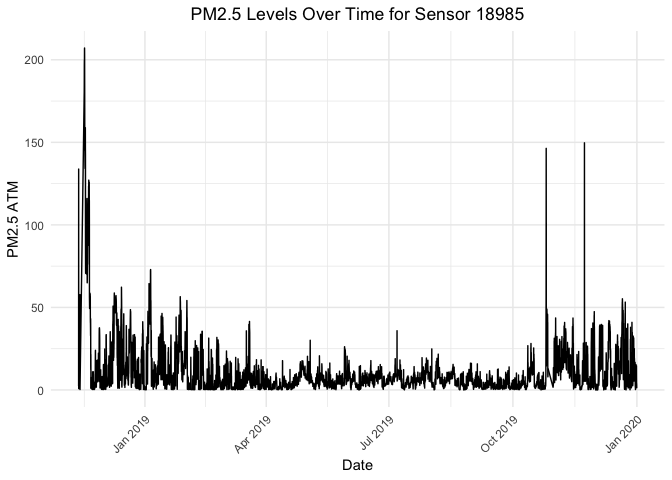 PM2.5 Levels Over Time for Sensor 18985
PM2.5 ATM
200
150
100
50
0
Jan 2019
Apr 2019
Jul 2019
Oct 2019
Jan 2020
Date